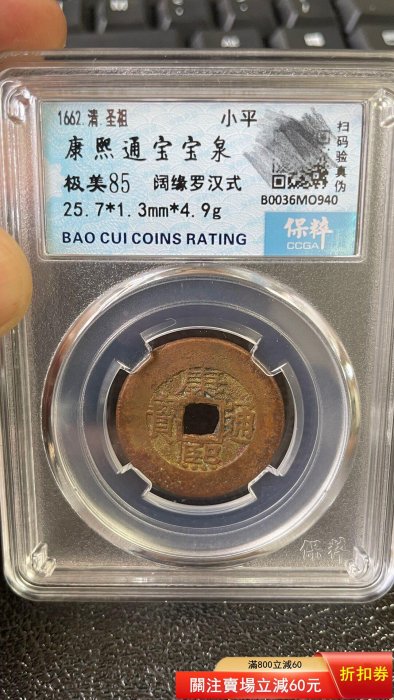 1662.清.圣祖
小平
康熙通宝宝泉
极美85 阔缘罗汉式
25.7*1.3mm*4.9g
BAO CUI COINS RATING
扫码验真伪
B0036MO940
保粹
CCGA
康熙通寶
保粹
滿800立減60
關注賣場立減60元
折扣券